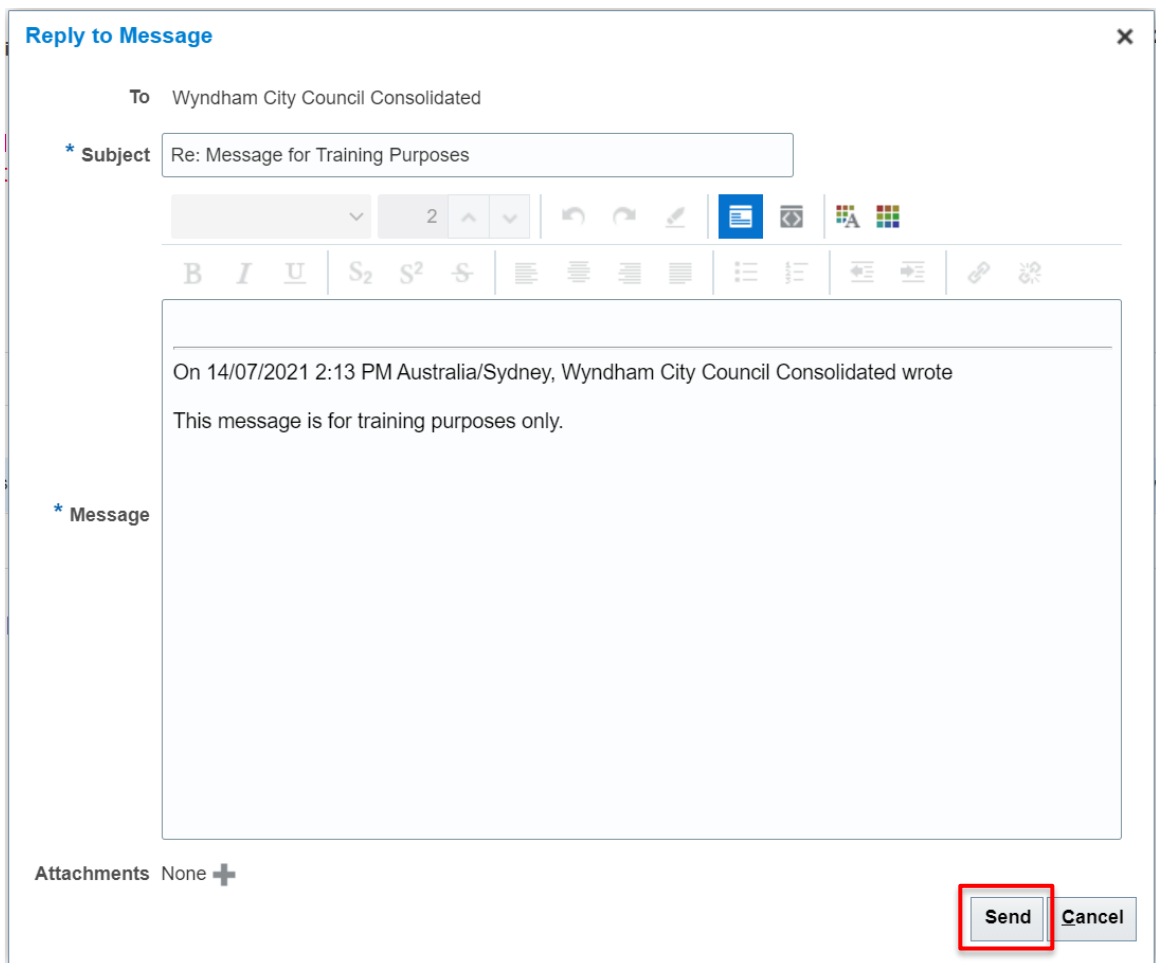 Reply to Message
To Wyndham City Council Consolidated
* Subject Re: Message for Training Purposes
2
B I U S2 S2 S
On 14/07/2021 2:13 PM Australia/Sydney, Wyndham City Council Consolidated wrote
This message is for training purposes only.
* Message
Attachments None
Send Cancel